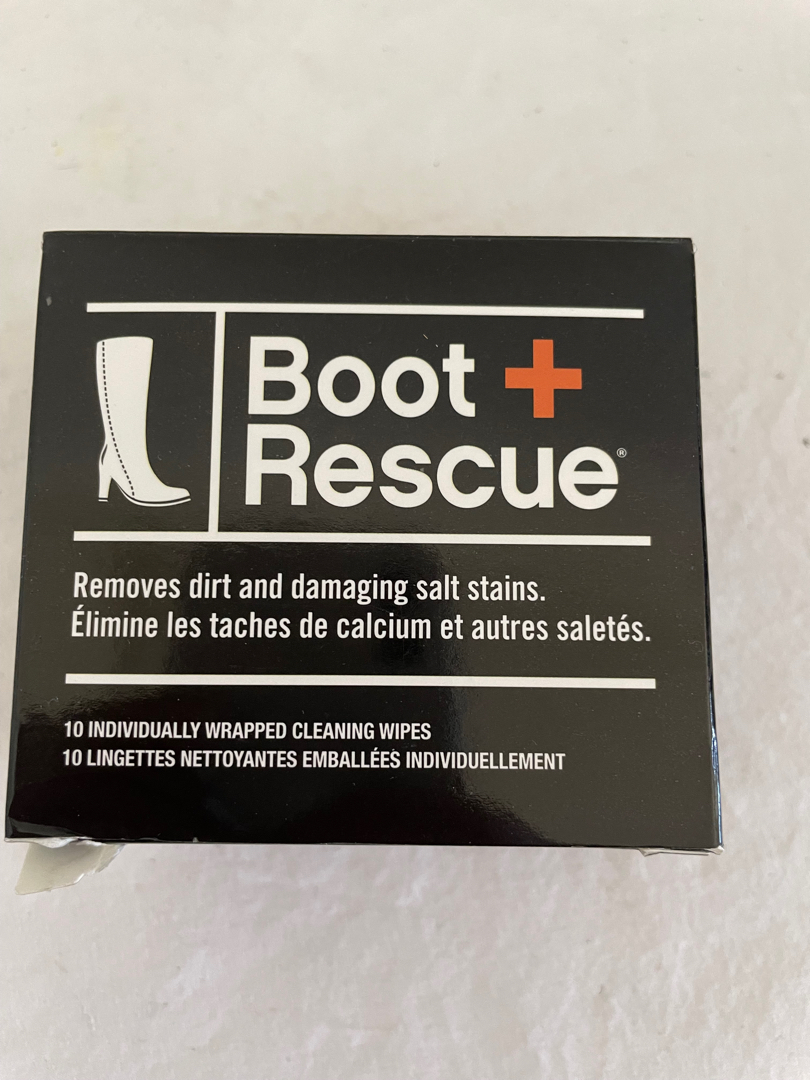 Boot +
Rescue®
Removes dirt and damaging salt stains.
Élimine les taches de calcium et autres saletés.
10 INDIVIDUALLY WRAPPED CLEANING WIPES
10 LINGETTES NETTOYANTES EMBALLÉES INDIVIDUELLEMENT